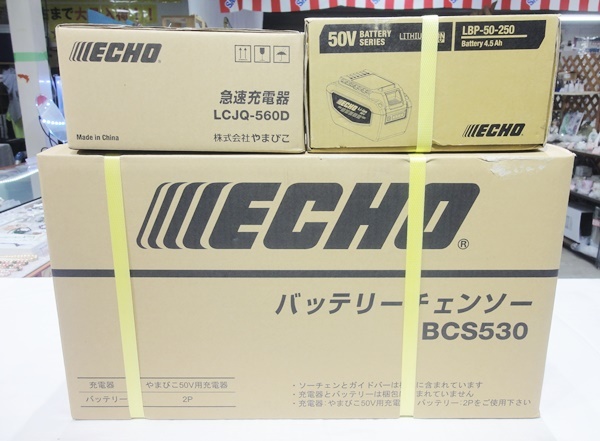 ECHO
急速充電器
LCJQ-560D
株式会社やまびこ
Made in China
50V BATTERY SERIES
LBP-50-250
Battery 4.5 Ah
ECHO
ECHO
ECHO®
バッテリーチェンソー
BCS530
充電器 やまびこ50V用充電器
バッテリー 2P
・ソーチェンとガイドバーは に含まれています
・充電器とバッテリーは梱包 まれていません
・充電器 やまびこ50V用充電 バッテリー:2Pをご使用下さい